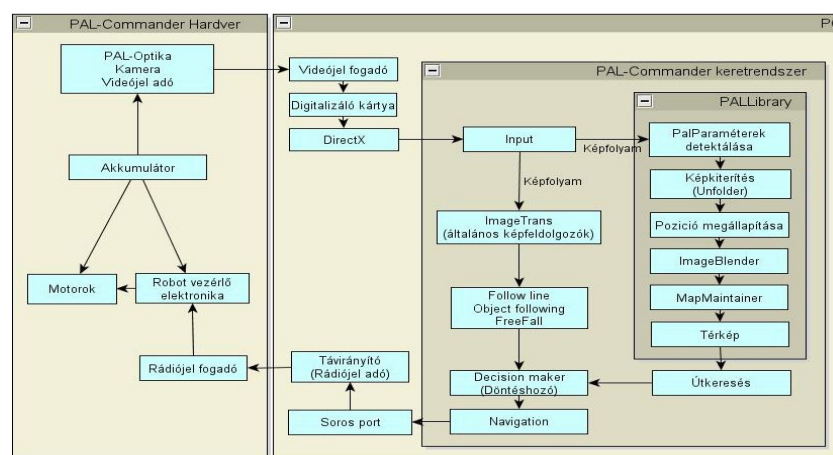 PAL-Commander Hardver
PAL-Optika
Kamera
Videójel adó
Akkumulátor
Motorok
Robot vezérlő
elektronika
Rádiójel fogadó
Videójel fogadó
Digitalizáló kártya
DirectX
Távirányító
(Rádiójel adó)
Soros port
PAL-Commander keretrendszer
Input
Képfolyam
Képfolyam
ImageTrans
(általános képfeldolgozók)
Follow line
Object following
FreeFall
Decision maker
(Döntéshozó)
Navigation
PALLibrary
PalParaméterek
detektálása
Képkiterítés
(Unfolder)
Pozició megállapítása
ImageBlender
MapMaintainer
Térkép
Útkeresés